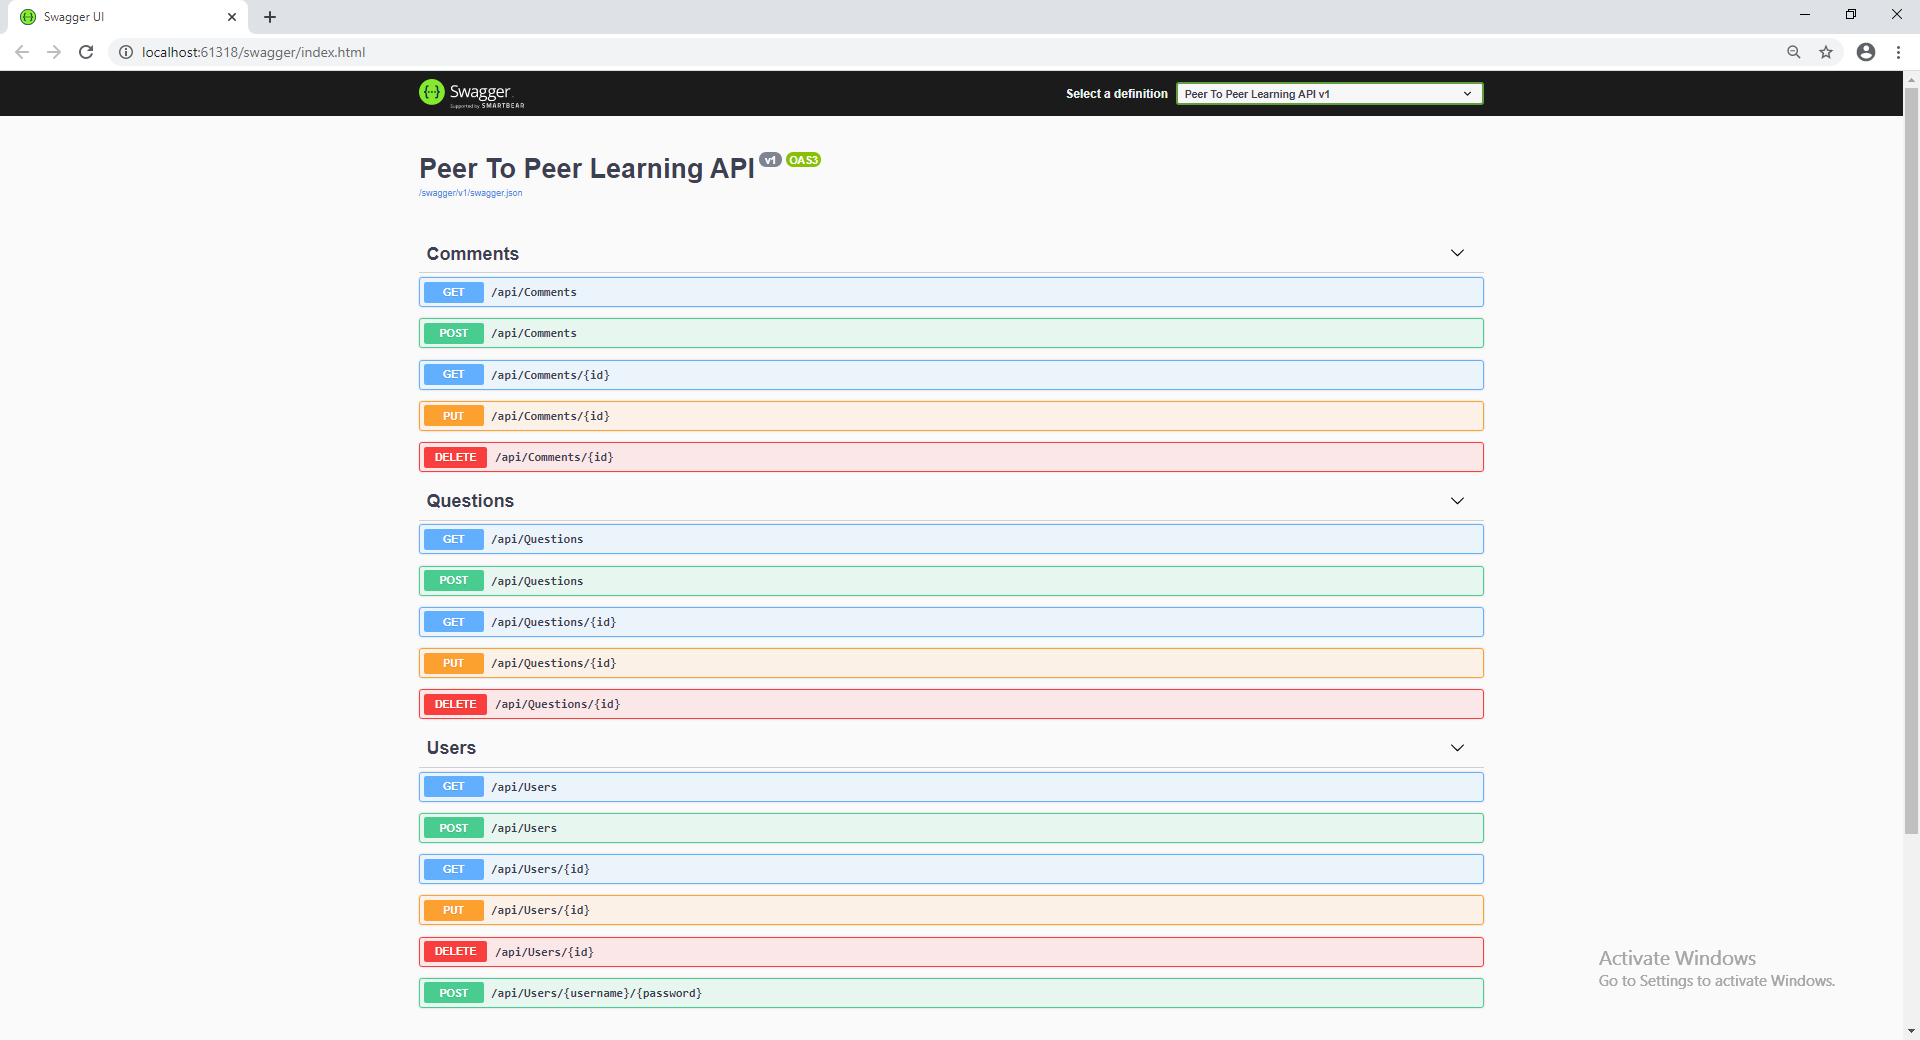 Swagger UI
localhost:61318/swagger/index.html
Swagger
Supported by SMARTBEAR
Select a definition
Peer To Peer Learning API v1
Peer To Peer Learning API v1 OAS3
/swagger/v1/swagger.json
Comments
GET /api/Comments
POST /api/Comments
GET /api/Comments/{id}
PUT /api/Comments/{id}
DELETE /api/Comments/{id}
Questions
GET /api/Questions
POST /api/Questions
GET /api/Questions/{id}
PUT /api/Questions/{id}
DELETE /api/Questions/{id}
Users
GET /api/Users
POST /api/Users
GET /api/Users/{id}
PUT /api/Users/{id}
DELETE /api/Users/{id}
POST /api/Users/{username}/{password}
Activate Windows
Go to Settings to activate Windows.